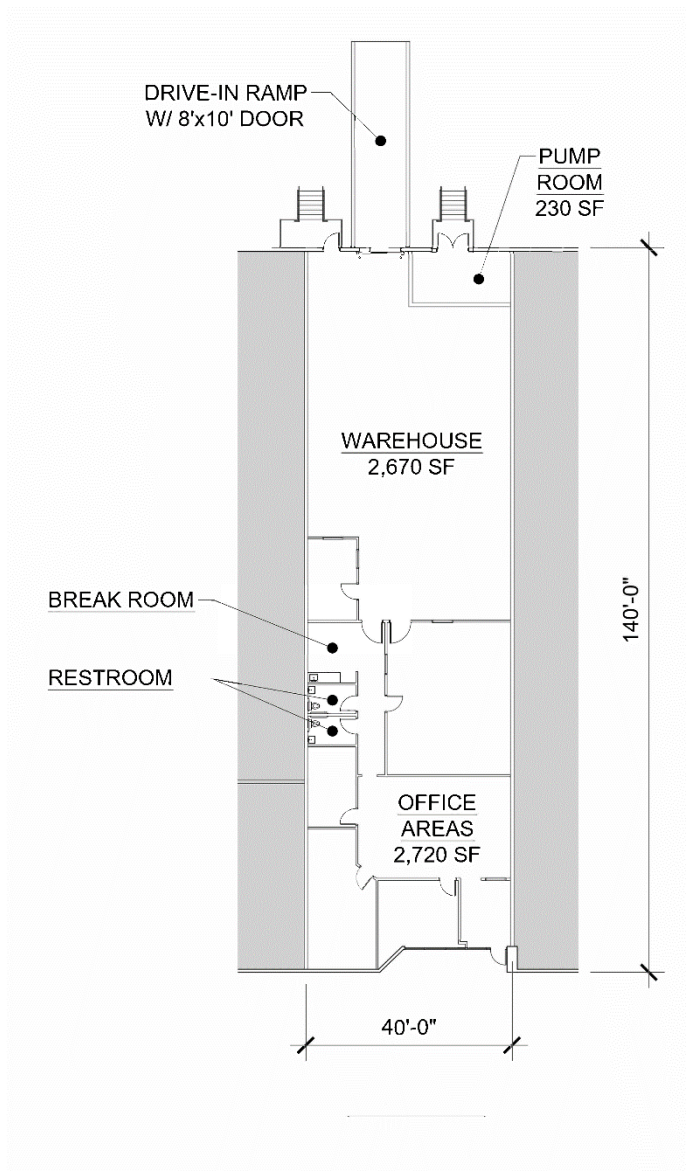 DRIVE-IN RAMP
W/ 8'x10' DOOR
PUMP
ROOM
230 SF
WAREHOUSE
2,670 SF
BREAK ROOM
RESTROOM
140'-0"
OFFICE
AREAS
2,720 SF
40'-0"